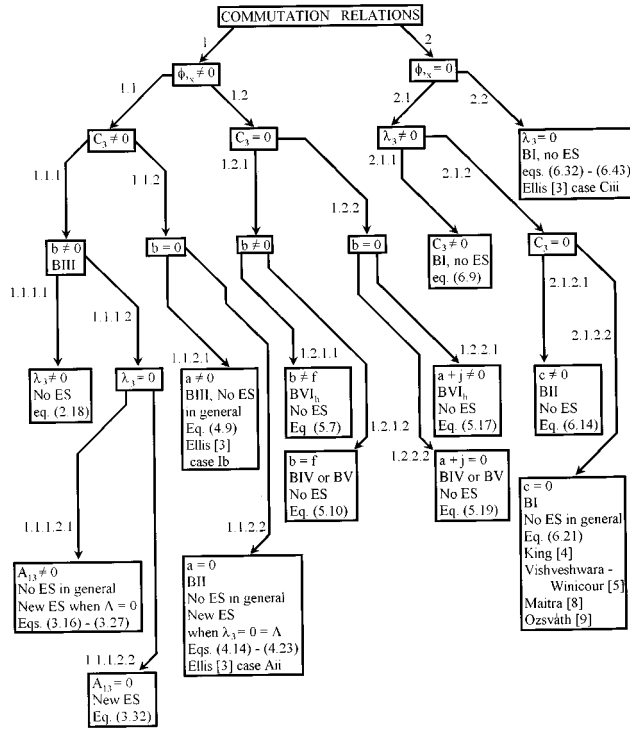 COMMUTATION RELATIONS
1
2
ϕ,ₓ ≠ 0
ϕ,ₓ = 0
1.1
1.2
2.1
2.2
C₃ ≠ 0
C₃ = 0
λ₃ ≠ 0
λ₃ = 0
BI, no ES
eqs. (6.32) - (6.43)
Ellis [3] case Ciii
1.1.1
1.1.2
1.2.1
1.2.2
2.1.1
2.1.2
b ≠ 0
BIII
b = 0
b ≠ 0
b = 0
C₃ ≠ 0
BI, no ES
eq. (6.9)
C₃ = 0
1.1.1.1
1.1.1.2
1.1.2.1
1.1.2.2
1.2.1.1
1.2.1.2
1.2.2.1
1.2.2.2
2.1.2.1
2.1.2.2
λ₃ ≠ 0
No ES
eq. (2.18)
λ₃ = 0
a ≠ 0
BIII, No ES
in general
Eq. (4.9)
Ellis [3]
case Ib
b ≠ f
BVIₕ
No ES
Eq (5.7)
a + j ≠ 0
BVIₕ
No ES
Eq. (5.17)
c ≠ 0
BII
No ES
Eq. (6.14)
b = f
BIV or BV
No ES
Eq (5.10)
a + j = 0
BIV or BV
No ES
Eq (5.19)
c = 0
BI
No ES in general
Eq. (6.21)
King [4]
Vishveshwara -
Winicour [5]
Maitra [8]
Ozsváth [9]
1.1.1.2.1
A₁₃ ≠ 0
No ES in general
New ES when Λ = 0
Eqs. (3.16) - (3.27)
a = 0
BII
No ES in general
New ES
when λ₃ = 0 = Λ
Eqs. (4.14) - (4.23)
Ellis [3] case Aii
1.1.1.2.2
A₁₃ = 0
New ES
Eq. (3.32)